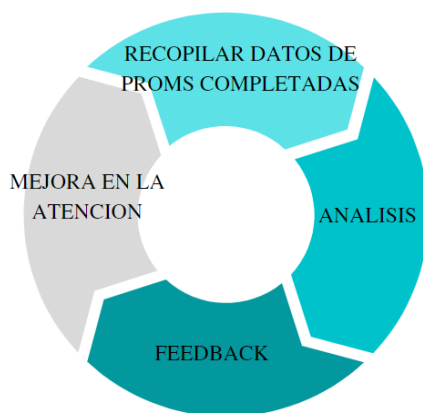 RECOPILAR DATOS DE
PROMS COMPLETADAS
ANALISIS
FEEDBACK
MEJORA EN LA
ATENCION